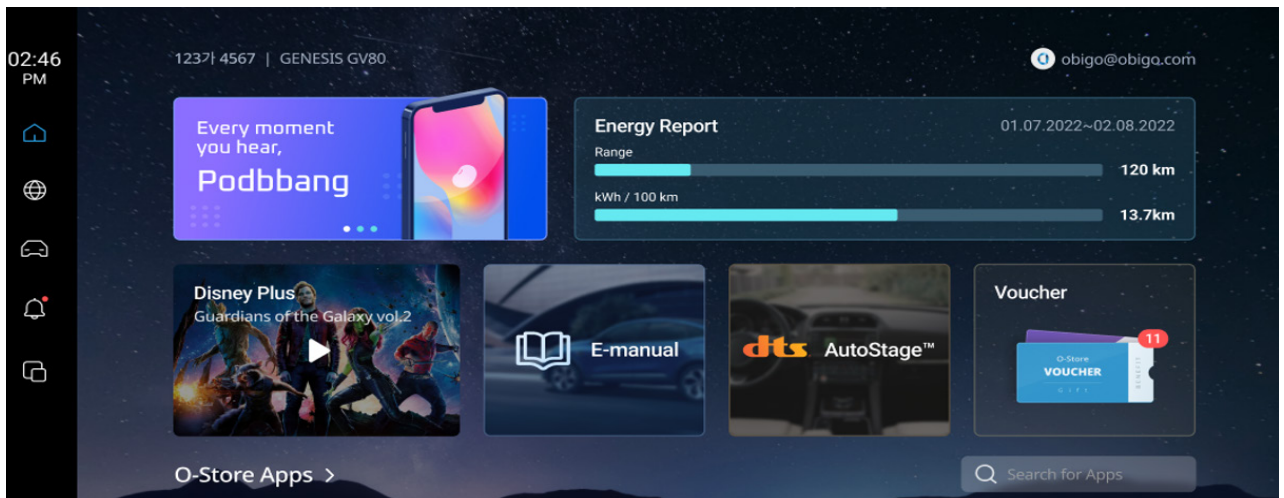 02:46
PM
123가 4567 | GENESIS GV80
obigo@obigo.com
Every moment
you hear,
Podbbang
Energy Report
01.07.2022~02.08.2022
Range
120 km
kWh / 100 km
13.7km
Disney Plus
Guardians of the Galaxy vol.2
E-manual
dts AutoStage™
Voucher
11
O-Store
VOUCHER
GIFT
BENEFIT
O-Store Apps >
Search for Apps